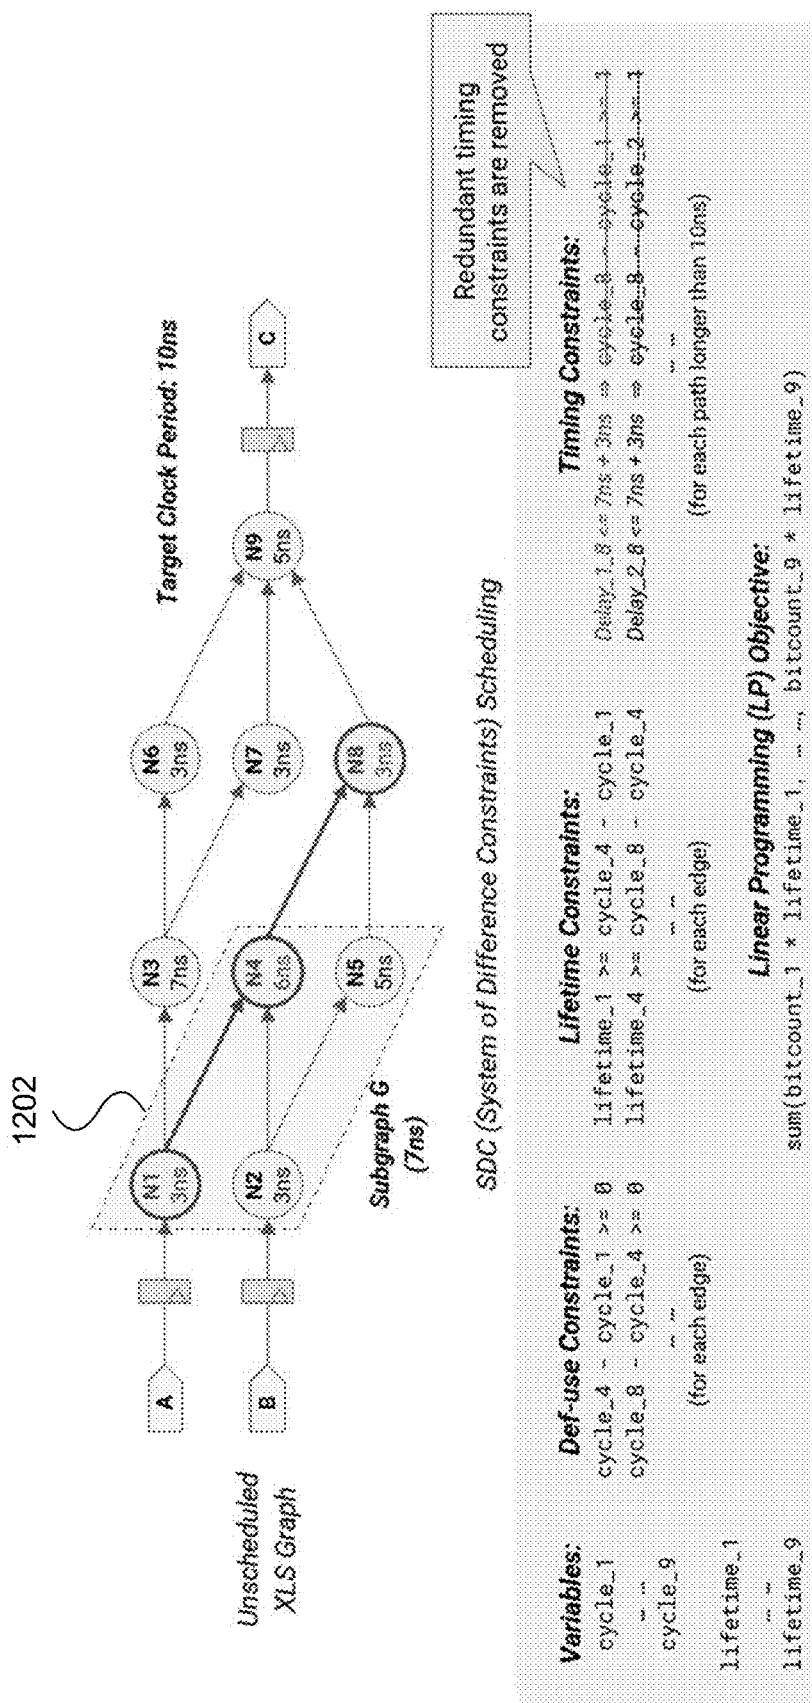 1202
Unscheduled
XLS Graph
A
B
N1
3ns
N2
3ns
N3
7ns
N4
6ns
N5
5ns
Subgraph G
(7ns)
N6
3ns
N7
3ns
N8
3ns
N9
5ns
C
Target Clock Period: 10ns
SDC (System of Difference Constraints) Scheduling
Redundant timing
constraints are removed
Variables:
cycle_1
... ...
cycle_9
lifetime_1
... ...
lifetime_9
Def-use Constraints:
cycle_4 - cycle_1 >= 0
cycle_8 - cycle_4 >= 0
... ...
(for each edge)
Lifetime Constraints:
lifetime_1 >= cycle_4 - cycle_1
lifetime_4 >= cycle_8 - cycle_4
... ...
(for each edge)
Timing Constraints:
Delay_1_8 <= 7ns + 3ns ⇒ cycle_8 - cycle_1 >= 1
Delay_2_8 <= 7ns + 3ns ⇒ cycle_8 - cycle_2 >= 1
... ...
(for each path longer than 10ns)
Linear Programming (LP) Objective:
sum(bitcount_1 * lifetime_1, ... ..., bitcount_9 * lifetime_9)